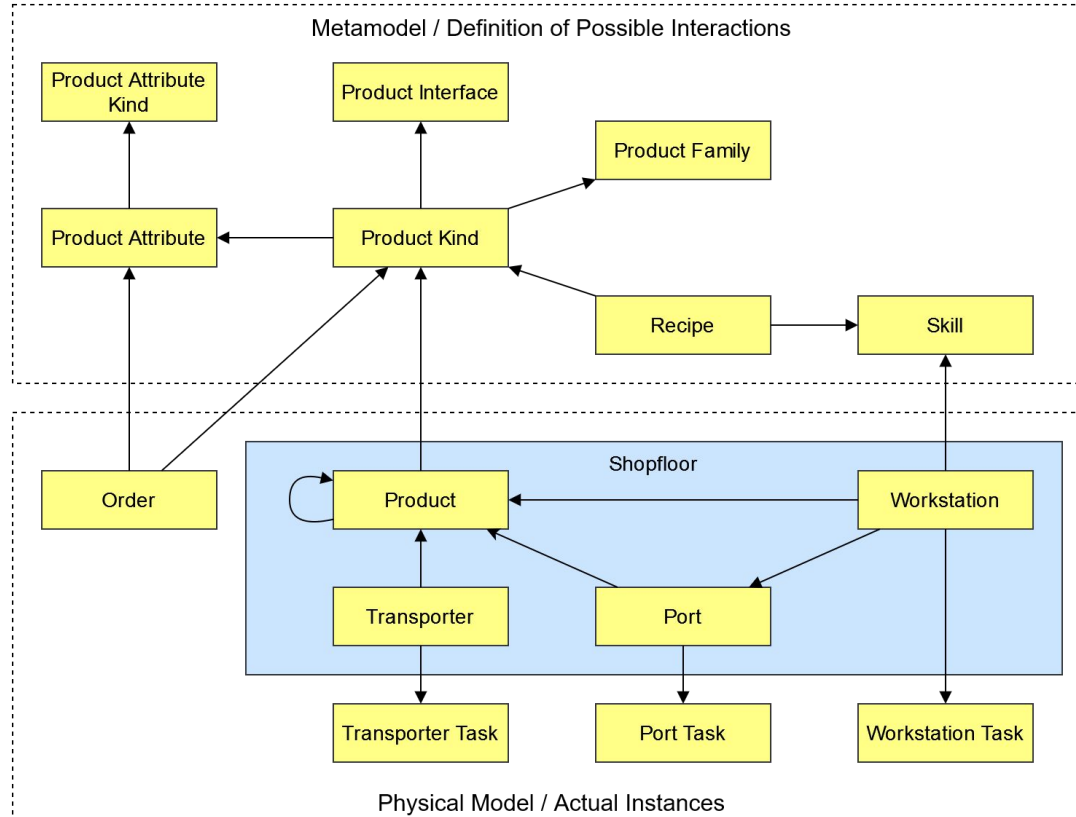 Metamodel / Definition of Possible Interactions
Product Attribute
Kind
Product Interface
Product Family
Product Attribute
Product Kind
Recipe
Skill
Shopfloor
Order
Product
Workstation
Transporter
Port
Transporter Task
Port Task
Workstation Task
Physical Model / Actual Instances